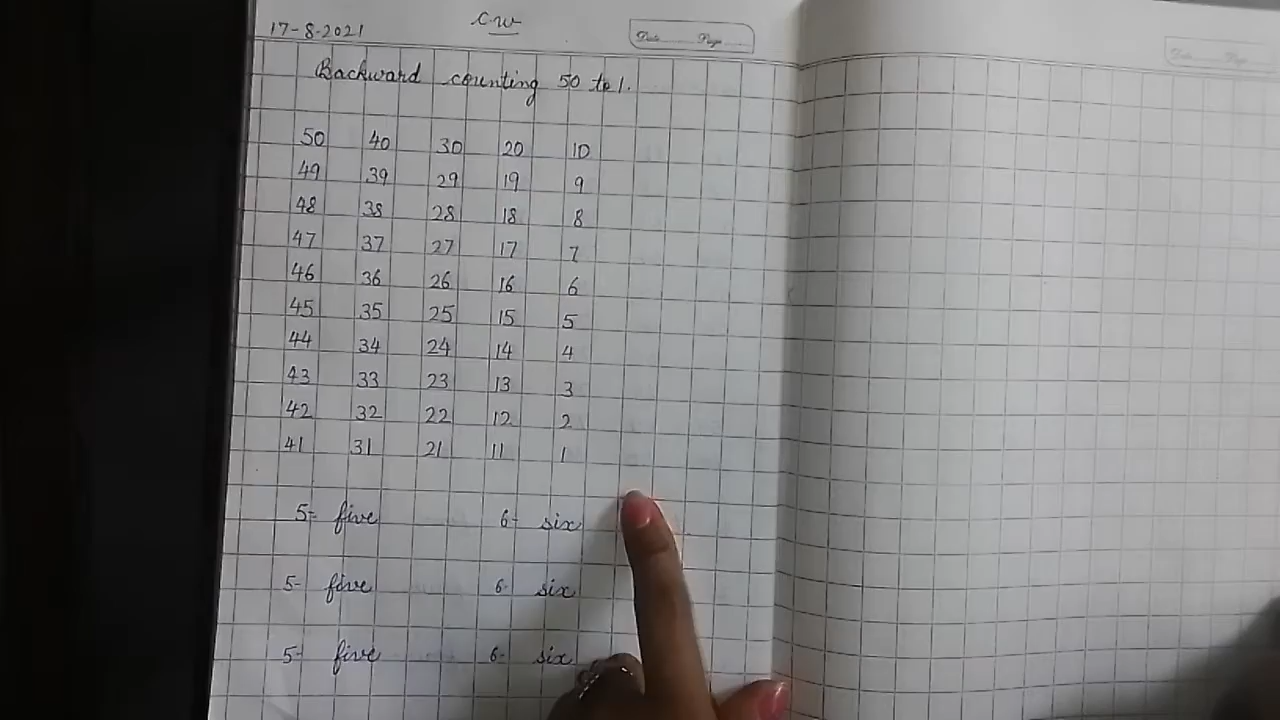 17-8-2021
C.W
Date Page
Date Page
Backward counting 50 to 1.
50 40 30 20 10
49 39 29 19 9
48 38 28 18 8
47 37 27 17 7
46 36 26 16 6
45 35 25 15 5
44 34 24 14 4
43 33 23 13 3
42 32 22 12 2
41 31 21 11 1
5- five 6- six
5- five 6- six
5- five 6- six